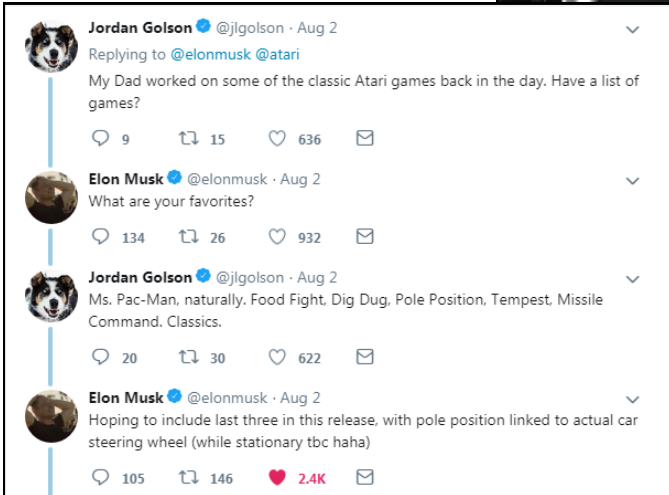 Jordan Golson @jlgolson · Aug 2
Replying to @elonmusk @atari
My Dad worked on some of the classic Atari games back in the day. Have a list of
games?
9 15 636
Elon Musk @elonmusk · Aug 2
What are your favorites?
134 26 932
Jordan Golson @jlgolson · Aug 2
Ms. Pac-Man, naturally. Food Fight, Dig Dug, Pole Position, Tempest, Missile
Command. Classics.
20 30 622
Elon Musk @elonmusk · Aug 2
Hoping to include last three in this release, with pole position linked to actual car
steering wheel (while stationary tbc haha)
105 146 2.4K